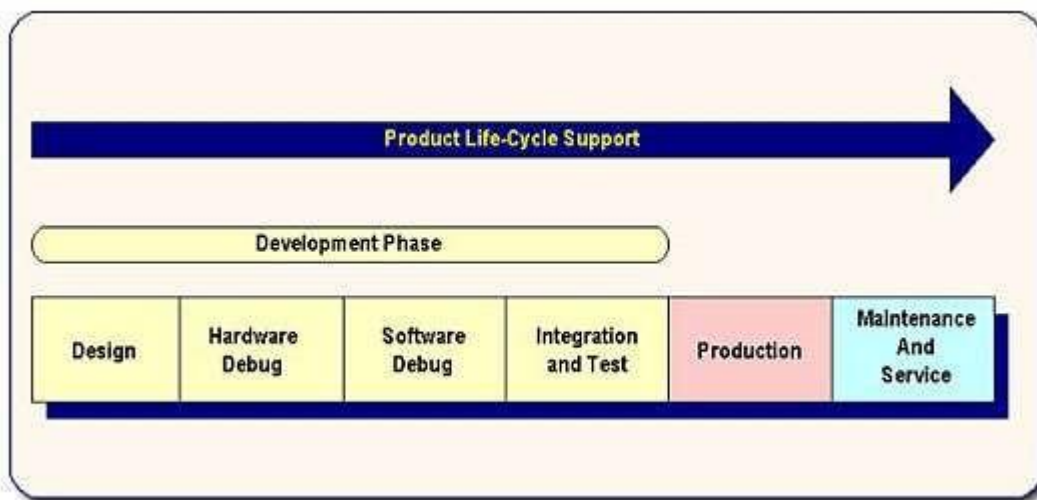 Product Life-Cycle Support
Development Phase
Design
Hardware
Debug
Software
Debug
Integration
and Test
Production
Maintenance
And
Service